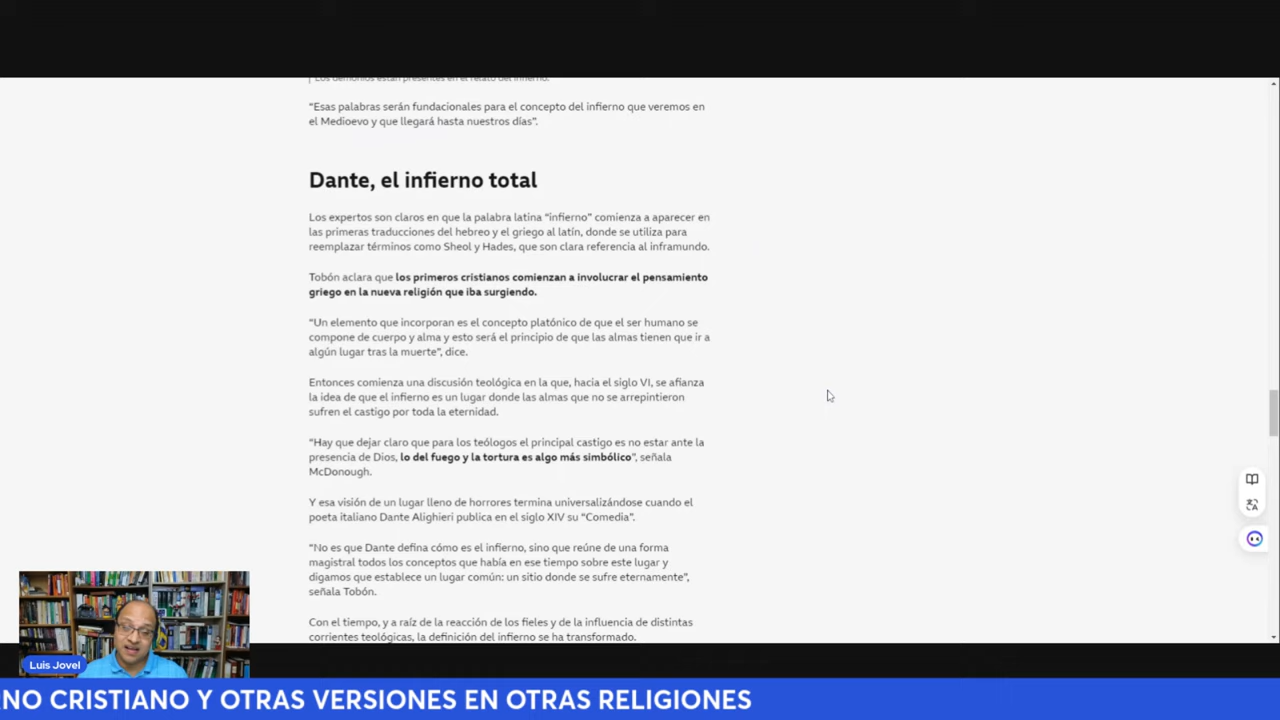 Los demonios están presentes en el relato del infierno.
“Esas palabras serán fundacionales para el concepto del infierno que veremos en
el Medioevo y que llegará hasta nuestros días”.
Dante, el infierno total
Los expertos son claros en que la palabra latina “infierno” comienza a aparecer en
las primeras traducciones del hebreo y el griego al latín, donde se utiliza para
reemplazar términos como Sheol y Hades, que son clara referencia al inframundo.
Tobón aclara que los primeros cristianos comienzan a involucrar el pensamiento
griego en la nueva religión que iba surgiendo.
“Un elemento que incorporan es el concepto platónico de que el ser humano se
compone de cuerpo y alma y esto será el principio de que las almas tienen que ir a
algún lugar tras la muerte”, dice.
Entonces comienza una discusión teológica en la que, hacia el siglo VI, se afianza
la idea de que el infierno es un lugar donde las almas que no se arrepintieron
sufren el castigo por toda la eternidad.
“Hay que dejar claro que para los teólogos el principal castigo es no estar ante la
presencia de Dios, lo del fuego y la tortura es algo más simbólico”, señala
McDonough.
Y esa visión de un lugar lleno de horrores termina universalizándose cuando el
poeta italiano Dante Alighieri publica en el siglo XIV su “Comedia”.
“No es que Dante defina cómo es el infierno, sino que reúne de una forma
magistral todos los conceptos que había en ese tiempo sobre este lugar y
digamos que establece un lugar común: un sitio donde se sufre eternamente”,
señala Tobón.
Con el tiempo, y a raíz de la reacción de los fieles y de la influencia de distintas
corrientes teológicas, la definición del infierno se ha transformado.
Luis Jovel
RNO CRISTIANO Y OTRAS VERSIONES EN OTRAS RELIGIONES